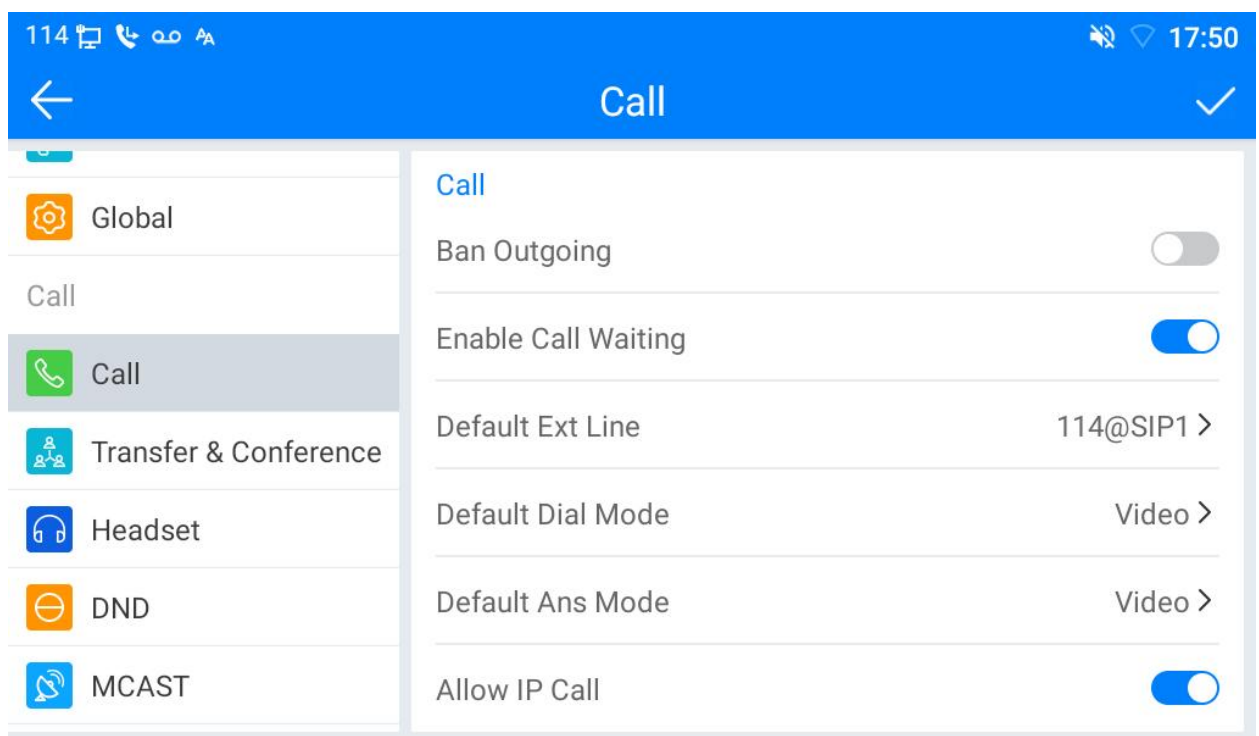 114 AA 17:50
Call
Global
Call
Call
Transfer & Conference
Headset
DND
MCAST
Call
Ban Outgoing
Enable Call Waiting
Default Ext Line 114@SIP1
Default Dial Mode Video
Default Ans Mode Video
Allow IP Call